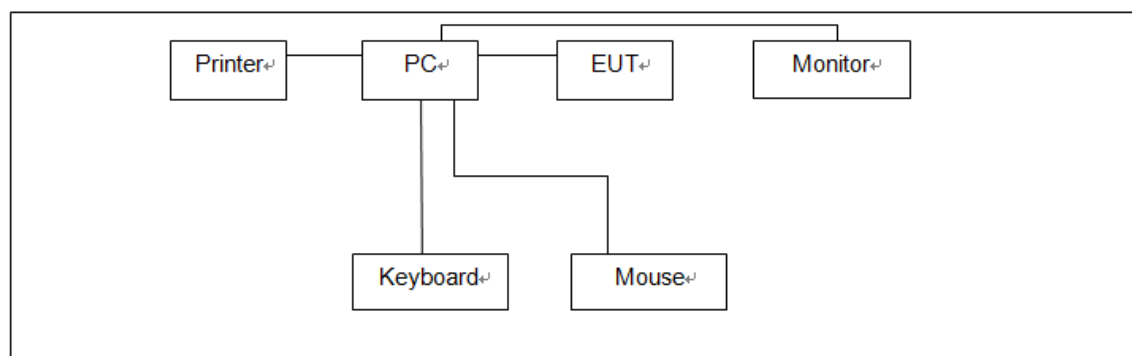 Printer
PC
EUT
Monitor
Keyboard
Mouse